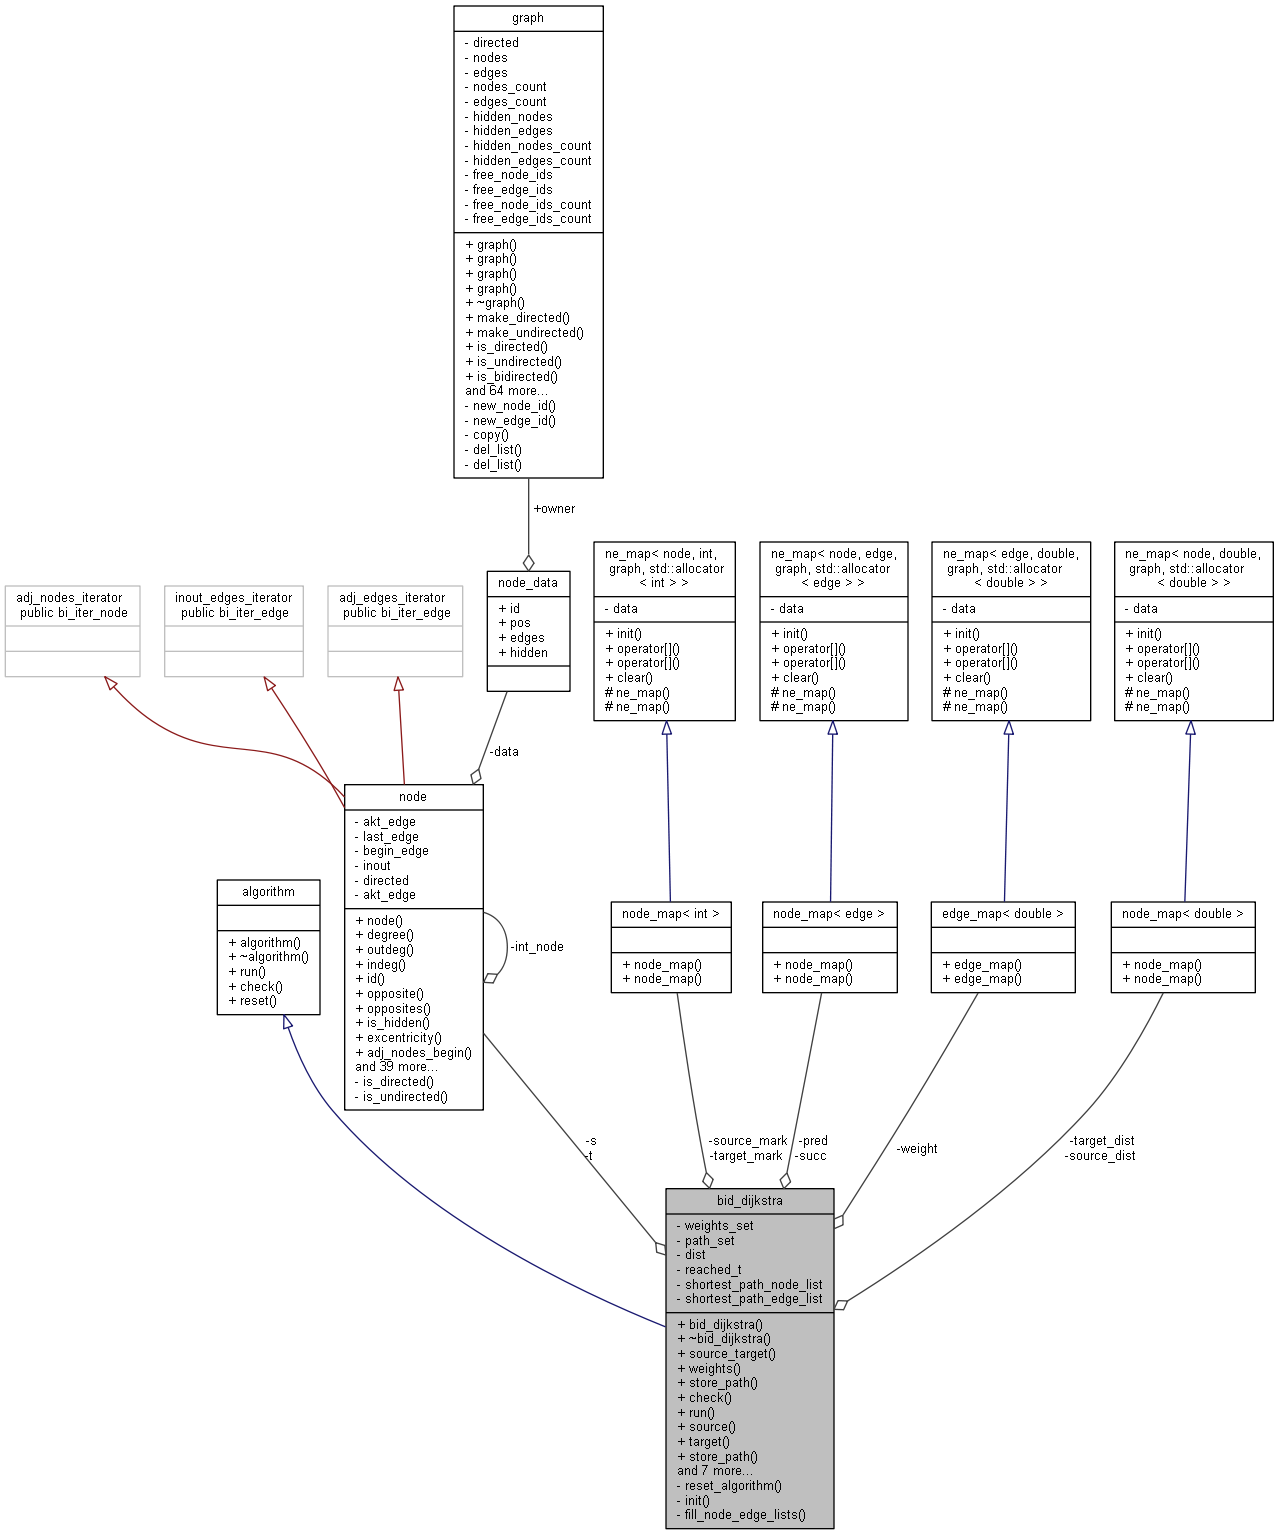 graph
- directed
- nodes
- edges
- nodes_count
- edges_count
- hidden_nodes
- hidden_edges
- hidden_nodes_count
- hidden_edges_count
- free_node_ids
- free_edge_ids
- free_node_ids_count
- free_edge_ids_count
+ graph()
+ graph()
+ graph()
+ graph()
+ ~graph()
+ make_directed()
+ make_undirected()
+ is_directed()
+ is_undirected()
+ is_bidirected()
and 64 more...
- new_node_id()
- new_edge_id()
- copy()
- del_list()
- del_list()
+owner
adj_nodes_iterator
public bi_iter_node
inout_edges_iterator
public bi_iter_edge
adj_edges_iterator
public bi_iter_edge
node_data
+ id
+ pos
+ edges
+ hidden
ne_map< node, int,
graph, std::allocator
< int > >
- data
+ init()
+ operator[]()
+ operator[]()
+ clear()
# ne_map()
# ne_map()
ne_map< node, edge,
graph, std::allocator
< edge > >
- data
+ init()
+ operator[]()
+ operator[]()
+ clear()
# ne_map()
# ne_map()
ne_map< edge, double,
graph, std::allocator
< double > >
- data
+ init()
+ operator[]()
+ operator[]()
+ clear()
# ne_map()
# ne_map()
ne_map< node, double,
graph, std::allocator
< double > >
- data
+ init()
+ operator[]()
+ operator[]()
+ clear()
# ne_map()
# ne_map()
-data
node
- akt_edge
- last_edge
- begin_edge
- inout
- directed
- akt_edge
+ node()
+ degree()
+ outdeg()
+ indeg()
+ id()
+ opposite()
+ opposites()
+ is_hidden()
+ excentricity()
+ adj_nodes_begin()
and 39 more...
- is_directed()
- is_undirected()
-int_node
algorithm
+ algorithm()
+ ~algorithm()
+ run()
+ check()
+ reset()
node_map< int >
+ node_map()
+ node_map()
node_map< edge >
+ node_map()
+ node_map()
edge_map< double >
+ edge_map()
+ edge_map()
node_map< double >
+ node_map()
+ node_map()
-s
-t
-source_mark
-target_mark
-pred
-succ
-weight
-target_dist
-source_dist
bid_dijkstra
- weights_set
- path_set
- dist
- reached_t
- shortest_path_node_list
- shortest_path_edge_list
+ bid_dijkstra()
+ ~bid_dijkstra()
+ source_target()
+ weights()
+ store_path()
+ check()
+ run()
+ source()
+ target()
+ store_path()
and 7 more...
- reset_algorithm()
- init()
- fill_node_edge_lists()